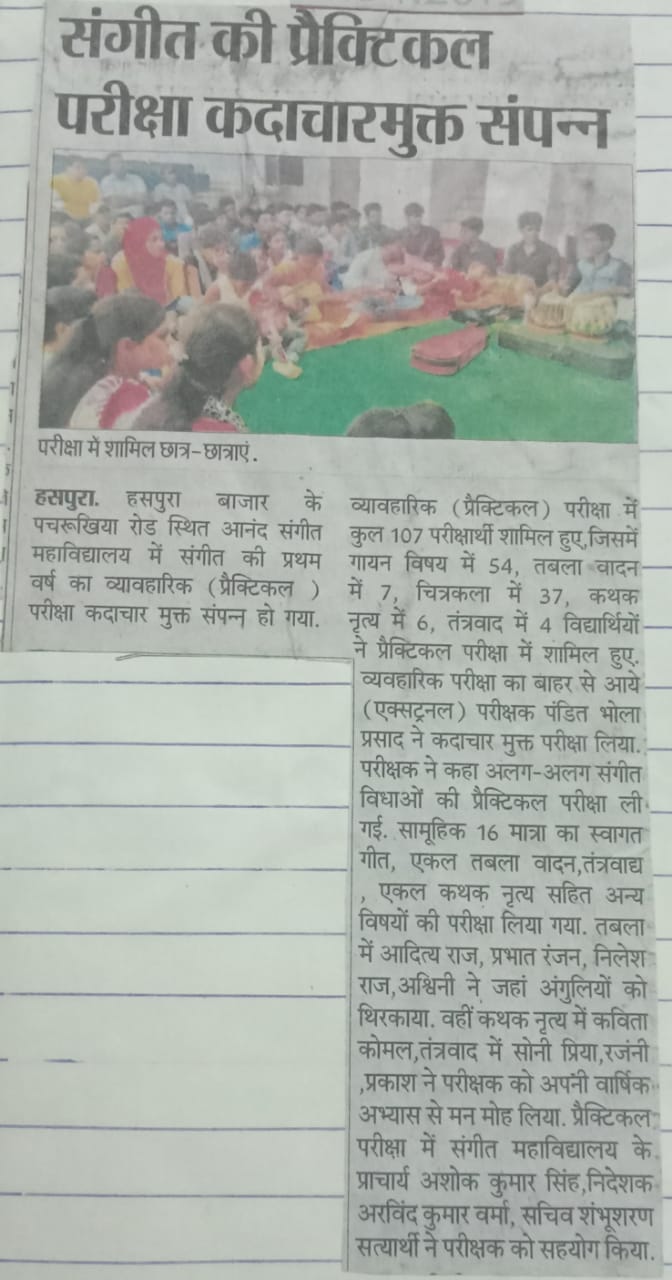 संगीत की प्रैक्टिकल
परीक्षा कदाचारमुक्त संपन्न
परीक्षा में शामिल छात्र-छात्राएं.
हसपुरा. हसपुरा बाजार के
पचरूखिया रोड स्थित आनंद संगीत
महाविद्यालय में संगीत की प्रथम
वर्ष का व्यावहारिक (प्रैक्टिकल )
परीक्षा कदाचार मुक्त संपन्न हो गया.
व्यावहारिक (प्रैक्टिकल) परीक्षा में
कुल 107 परीक्षार्थी शामिल हुए,जिसमें
गायन विषय में 54, तबला वादन
में 7, चित्रकला में 37, कथक
नृत्य में 6, तंत्रवाद में 4 विद्यार्थियों
ने प्रैक्टिकल परीक्षा में शामिल हुए.
व्यवहारिक परीक्षा का बाहर से आये
(एक्सट्रनल) परीक्षक पंडित भोला
प्रसाद ने कदाचार मुक्त परीक्षा लिया.
परीक्षक ने कहा अलग-अलग संगीत
विधाओं की प्रैक्टिकल परीक्षा ली
गई. सामूहिक 16 मात्रा का स्वागत
गीत, एकल तबला वादन,तंत्रवाद्य
, एकल कथक नृत्य सहित अन्य
विषयों की परीक्षा लिया गया. तबला
में आदित्य राज, प्रभात रंजन, निलेश
राज,अश्विनी ने जहां अंगुलियों को
थिरकाया. वहीं कथक नृत्य में कविता
कोमल,तंत्रवाद में सोनी प्रिया,रजंनी
,प्रकाश ने परीक्षक को अपनी वार्षिक
अभ्यास से मन मोह लिया. प्रैक्टिकल
परीक्षा में संगीत महाविद्यालय के
प्राचार्य अशोक कुमार सिंह,निदेशक
अरविंद कुमार वर्मा, सचिव शंभूशरण
सत्यार्थी ने परीक्षक को सहयोग किया.